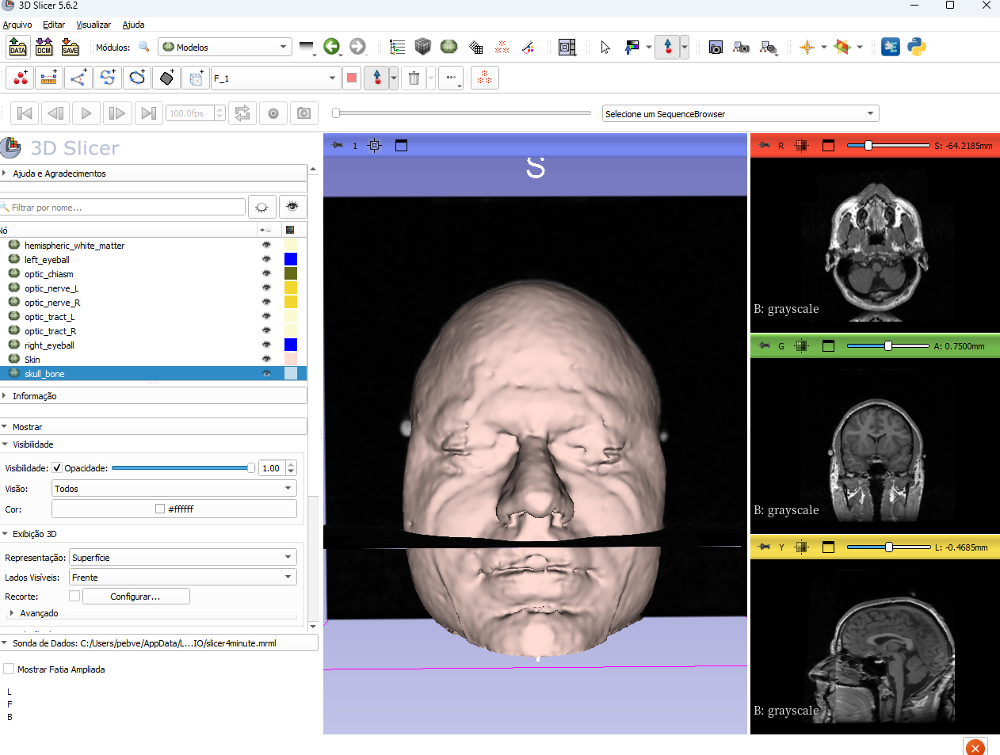 3D Slicer 5.6.2
Arquivo Editar Visualizar Ajuda
DATA DCM SAVE Módulos: Modelos
F_1
100.0fps Selecione um SequenceBrowser
3D Slicer
Ajuda e Agradecimentos
Filtrar por nome...
Nó
hemispheric_white_matter
left_eyeball
optic_chiasm
optic_nerve_L
optic_nerve_R
optic_tract_L
optic_tract_R
right_eyeball
Skin
skull_bone
Informação
Mostrar
Visibilidade
Visibilidade: Opacidade: 1.00
Visão: Todos
Cor: #ffffff
Exibição 3D
Representação: Superfície
Lados Visíveis: Frente
Recorte: Configurar...
Avançado
Sonda de Dados: C:/Users/pebve/AppData/L...IO/slicer4minute.mrml
Mostrar Fatia Ampliada
L
F
B
1
S
R S: -64.2185mm
B: grayscale
G A: 0.7500mm
B: grayscale
Y L: -0.4685mm
B: grayscale